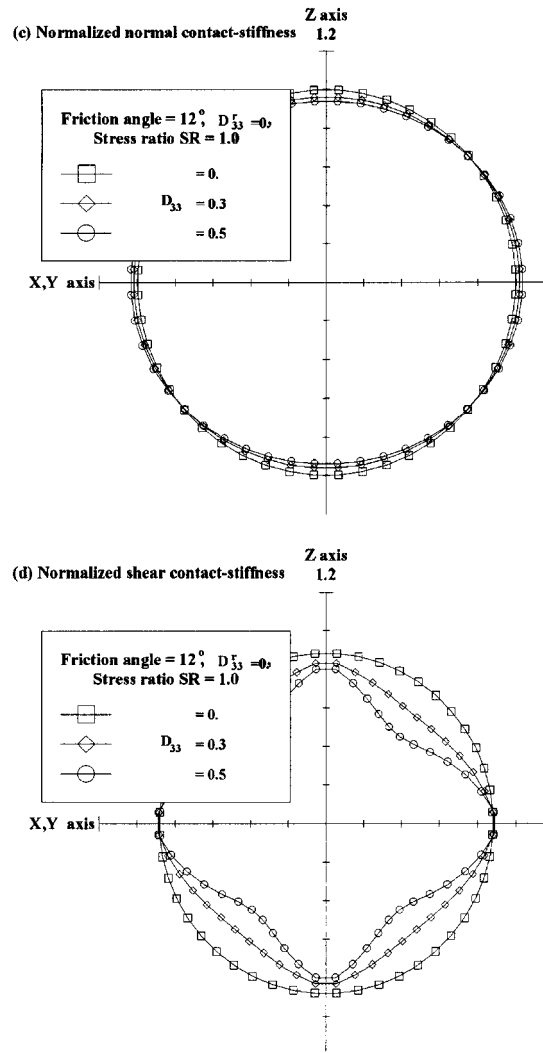 Z axis
(c) Normalized normal contact-stiffness
1.2
Friction angle = 12°, D^r_33 =0,
Stress ratio SR = 1.0
= 0.
D_33 = 0.3
= 0.5
X,Y axis
Z axis
(d) Normalized shear contact-stiffness
1.2
Friction angle = 12°, D^r_33 =0,
Stress ratio SR = 1.0
= 0.
D_33 = 0.3
= 0.5
X,Y axis